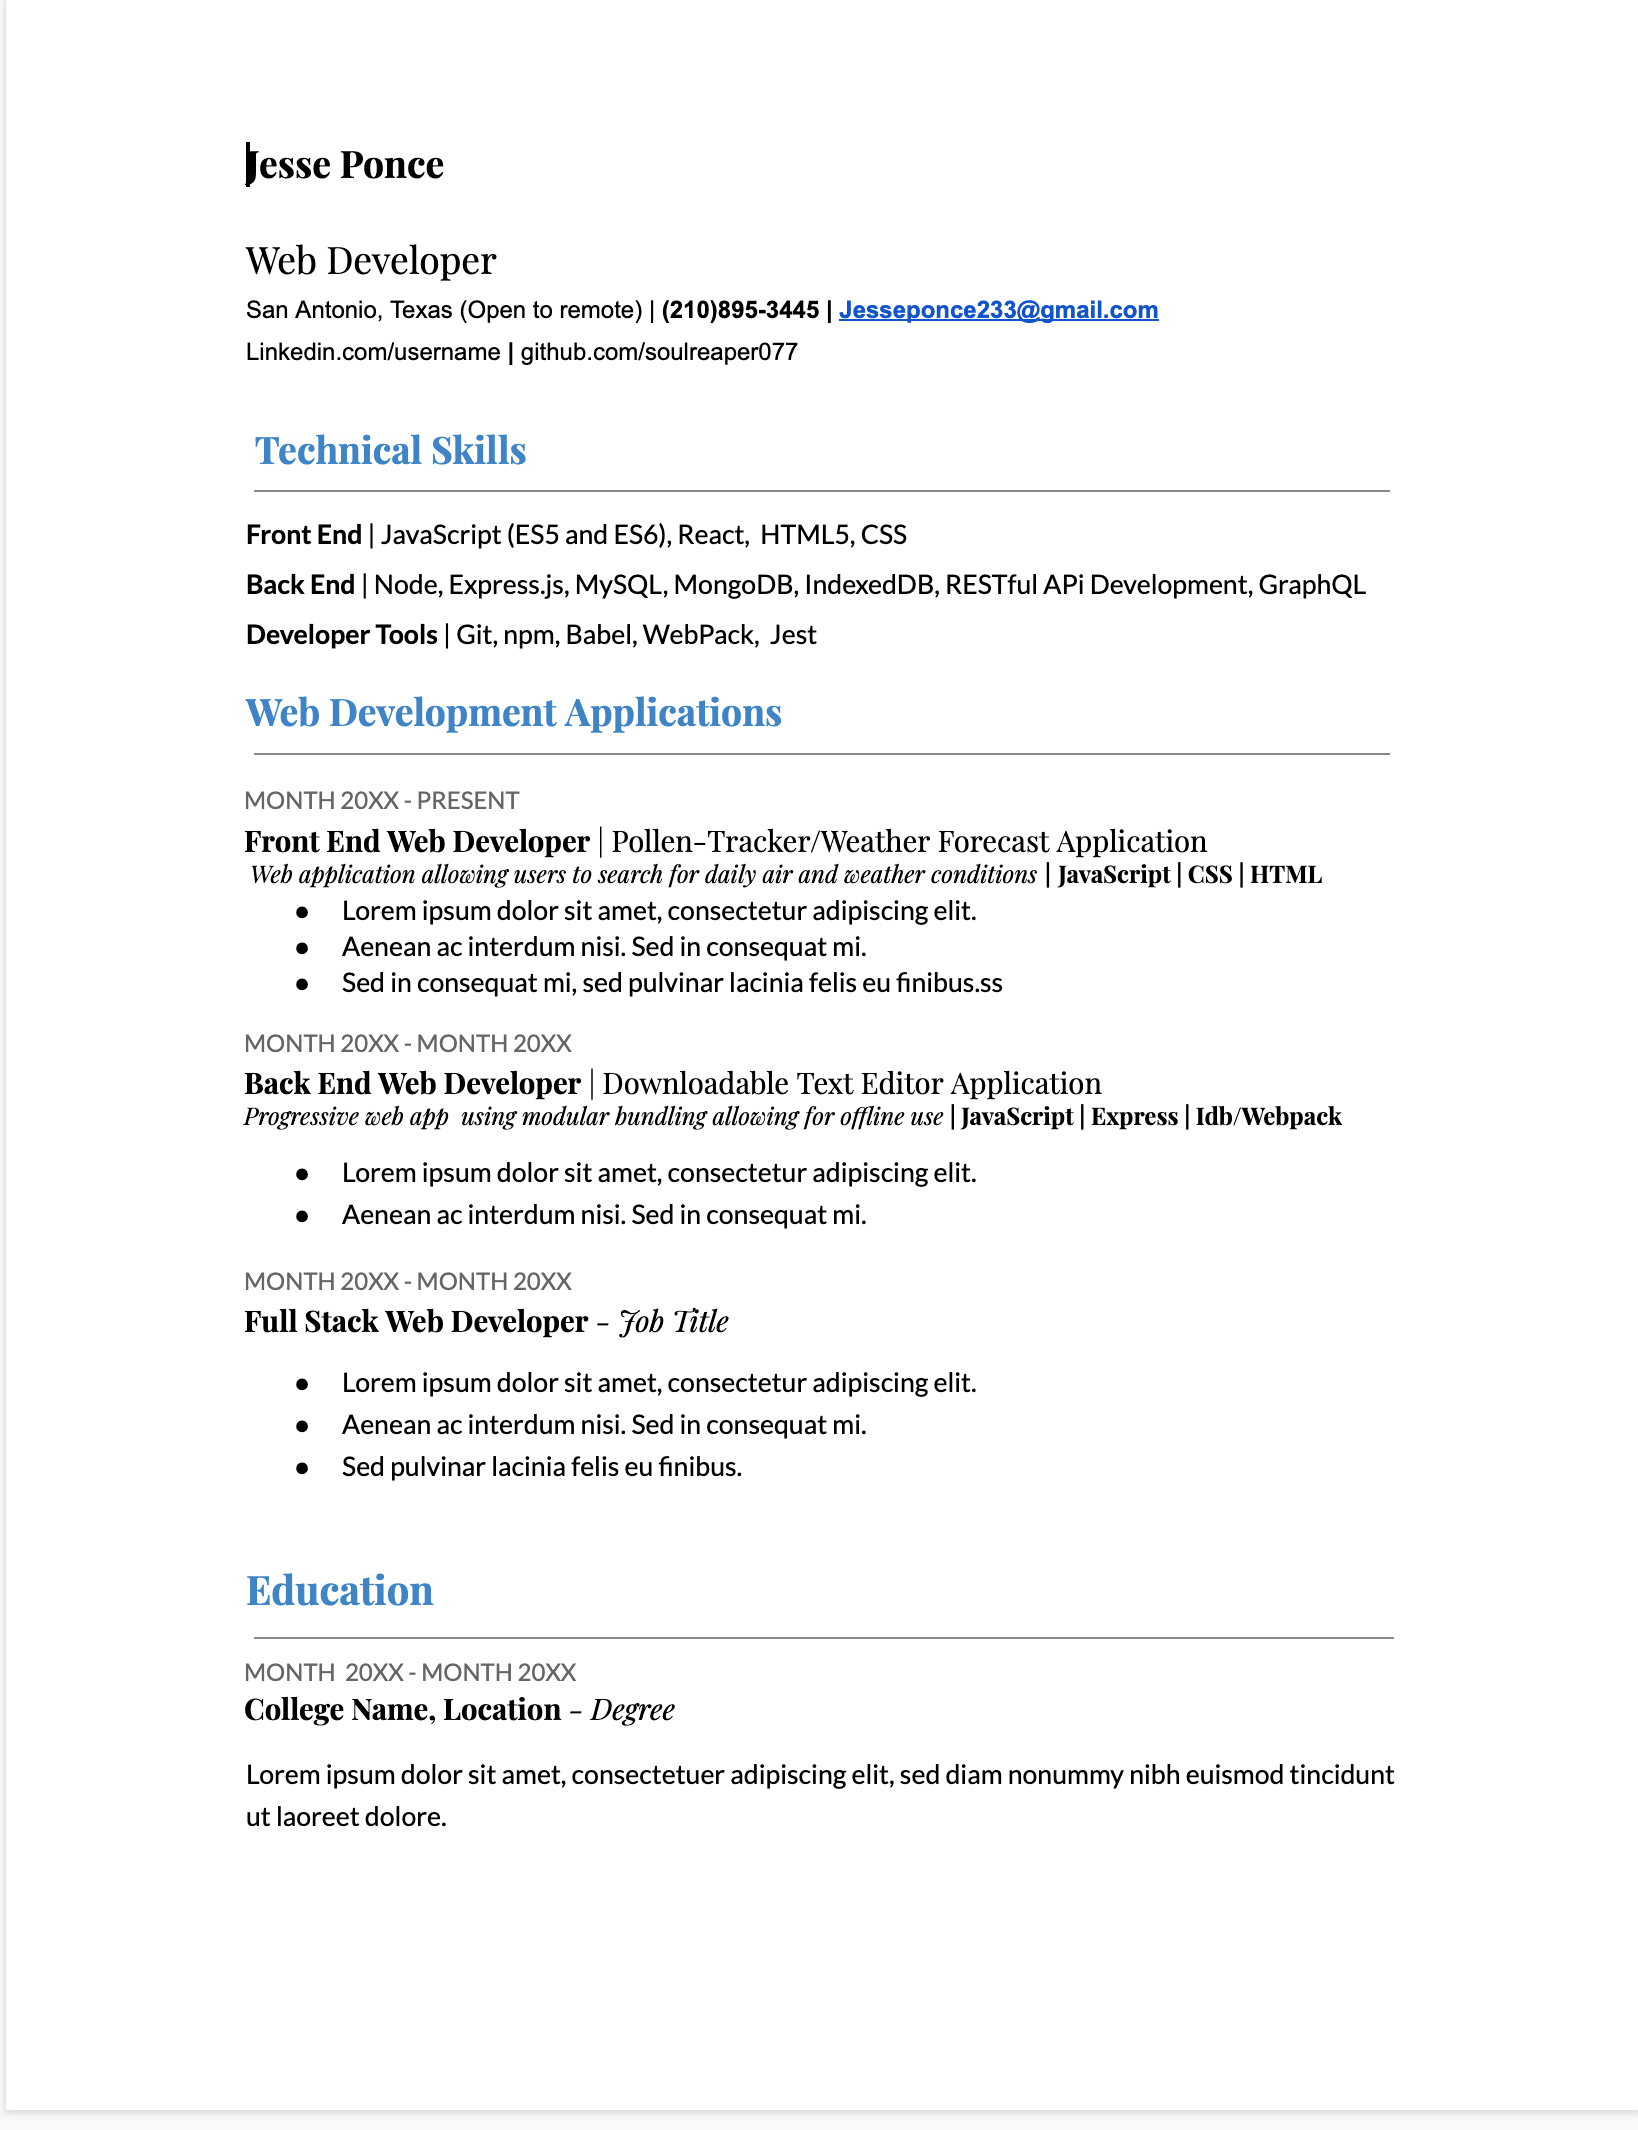 Jesse Ponce
Web Developer
San Antonio, Texas (Open to remote) | (210)895-3445 | Jesseponce233@gmail.com
Linkedin.com/username | github.com/soulreaper077
Technical Skills
Front End | JavaScript (ES5 and ES6), React,  HTML5, CSS
Back End | Node, Express.js, MySQL, MongoDB, IndexedDB, RESTful APi Development, GraphQL
Developer Tools | Git, npm, Babel, WebPack,  Jest
Web Development Applications
MONTH 20XX - PRESENT
Front End Web Developer | Pollen-Tracker/Weather Forecast Application
Web application allowing users to search for daily air and weather conditions | JavaScript | CSS | HTML
● Lorem ipsum dolor sit amet, consectetur adipiscing elit.
● Aenean ac interdum nisi. Sed in consequat mi.
● Sed in consequat mi, sed pulvinar lacinia felis eu finibus.ss
MONTH 20XX - MONTH 20XX
Back End Web Developer | Downloadable Text Editor Application
Progressive web app  using modular bundling allowing for offline use | JavaScript | Express | Idb/Webpack
● Lorem ipsum dolor sit amet, consectetur adipiscing elit.
● Aenean ac interdum nisi. Sed in consequat mi.
MONTH 20XX - MONTH 20XX
Full Stack Web Developer – Job Title
● Lorem ipsum dolor sit amet, consectetur adipiscing elit.
● Aenean ac interdum nisi. Sed in consequat mi.
● Sed pulvinar lacinia felis eu finibus.
Education
MONTH  20XX - MONTH 20XX
College Name, Location – Degree
Lorem ipsum dolor sit amet, consectetuer adipiscing elit, sed diam nonummy nibh euismod tincidunt
ut laoreet dolore.